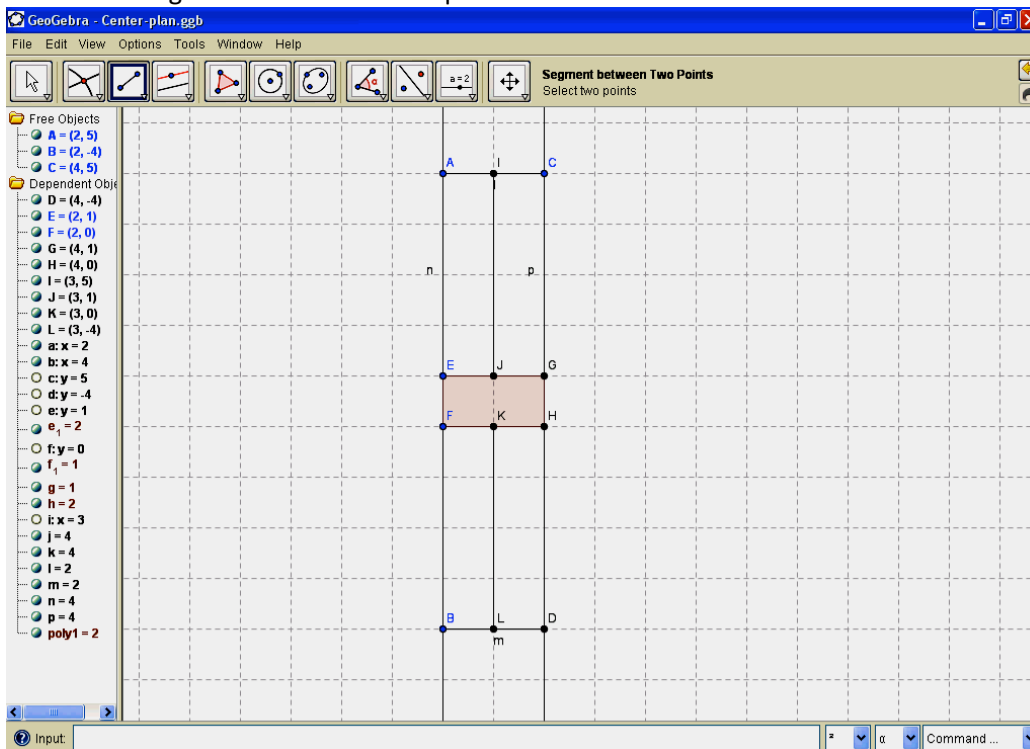 GeoGebra - Center-plan.ggb
File Edit View Options Tools Window Help
a=2
Segment between Two Points
Select two points
Free Objects
A = (2, 5)
B = (2, -4)
C = (4, 5)
Dependent Obje
D = (4, -4)
E = (2, 1)
F = (2, 0)
G = (4, 1)
H = (4, 0)
I = (3, 5)
J = (3, 1)
K = (3, 0)
L = (3, -4)
a: x = 2
b: x = 4
c: y = 5
d: y = -4
e: y = 1
e₁ = 2
f: y = 0
f₁ = 1
g = 1
h = 2
i: x = 3
j = 4
k = 4
l = 2
m = 2
n = 4
p = 4
poly1 = 2
A I C
l
n p
E J G
F K H
B L D
m
Input: ² α Command ...